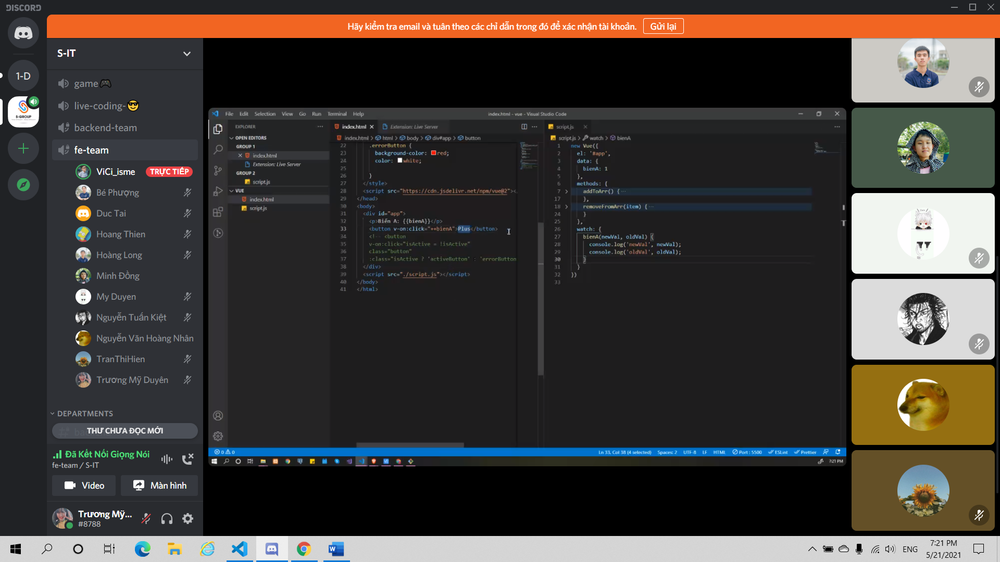 DISCORD
Hãy kiểm tra email và tuân theo các chỉ dẫn trong đó để xác nhận tài khoản. Gửi lại
S-IT
1-D
S-GROUP
game🎮
live-coding-😎
backend-team
fe-team
ViCi_isme TRỰC TIẾP
Bé Phượng
Duc Tai
Hoang Thien
Hoàng Long
Minh Đồng
My Duyen
Nguyễn Tuấn Kiệt
Nguyễn Văn Hoàng Nhân
TranThiHien
Trương Mỹ Duyên
DEPARTMENTS
THƯ CHƯA ĐỌC MỚI
Đã Kết Nối Giọng Nói
fe-team / S-IT
Video Màn hình
Trương Mỹ...
#8788
File Edit Selection View Go Run Terminal Help index.html - vue - Visual Studio Code
EXPLORER
OPEN EDITORS
GROUP 1
index.html
Extension: Live Server
GROUP 2
script.js
VUE
index.html
script.js
index.html Extension: Live Server
index.html > html > body > div#app > button
22 .errorButton {
23 background-color: red;
24 color: white;
25
26 }
27 </style>
28 <script src="https://cdn.jsdelivr.net/npm/vue@2"></
29 </head>
30 <body>
31 <div id="app">
32 <p>Biến A: {{bienA}}</p>
33 <button v-on:click="++bienA">Plus</button>
34 <!-- <button
35 v-on:click="isActive = !isActive"
36 class="button"
37 :class="isActive ? 'activeButton' : 'errorButton
38 </div>
39 <script src="./script.js"></script>
40 </body>
41 </html>
script.js
script.js > watch > bienA
1 new Vue({
2 el: '#app',
3 data: {
4 bienA: 1
5 },
6 methods: {
7 addToArr() { ...
17 },
18 removeFromArr(item) { ...
24 }
25 },
26 watch: {
27 bienA(newVal, oldVal) {
28 console.log('newVal', newVal);
29 console.log('oldVal', oldVal);
30 }
31 }
32 })
33
0 0 Ln 33, Col 38 (4 selected) Spaces: 2 UTF-8 LF HTML Port : 5500 ESLint Prettier
7:21 PM
ENG
7:21 PM
5/21/2021